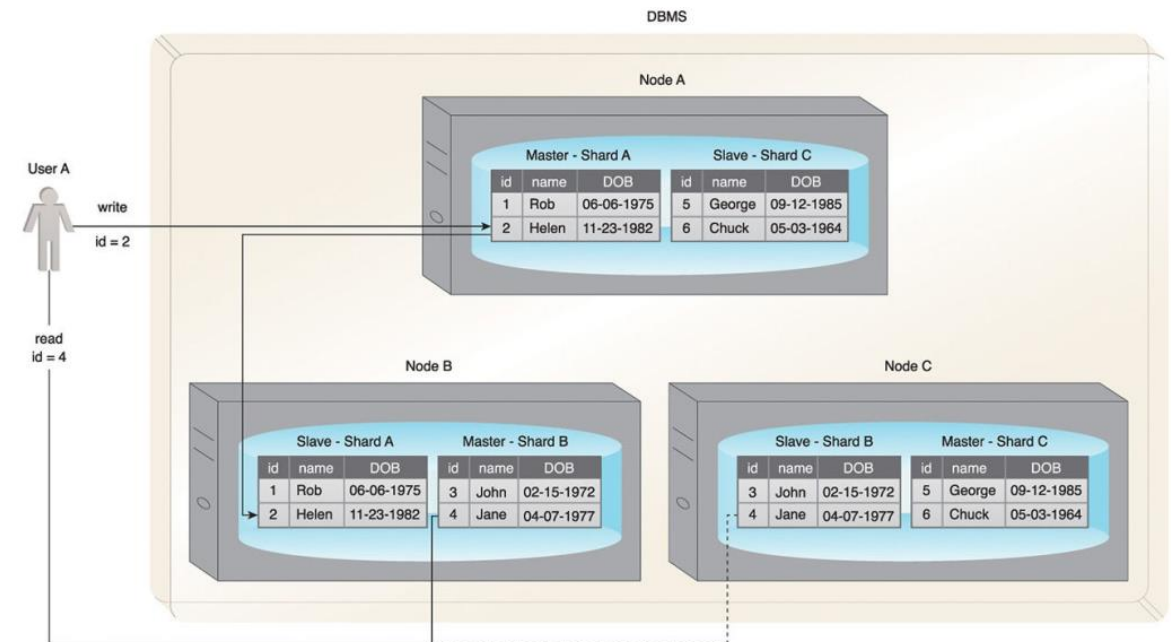 DBMS
Node A
Master - Shard A
id name DOB
1 Rob 06-06-1975
2 Helen 11-23-1982
Slave - Shard C
id name DOB
5 George 09-12-1985
6 Chuck 05-03-1964
User A
write
id = 2
read
id = 4
Node B
Slave - Shard A
id name DOB
1 Rob 06-06-1975
2 Helen 11-23-1982
Master - Shard B
id name DOB
3 John 02-15-1972
4 Jane 04-07-1977
Node C
Slave - Shard B
id name DOB
3 John 02-15-1972
4 Jane 04-07-1977
Master - Shard C
id name DOB
5 George 09-12-1985
6 Chuck 05-03-1964